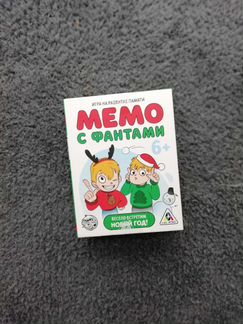 ИГРА НА РАЗВИТИЕ ПАМЯТИ
МЕМО
С ФАНТАМИ
6+
ВЕСЕЛО ВСТРЕТИМ
НОВЫЙ ГОД!